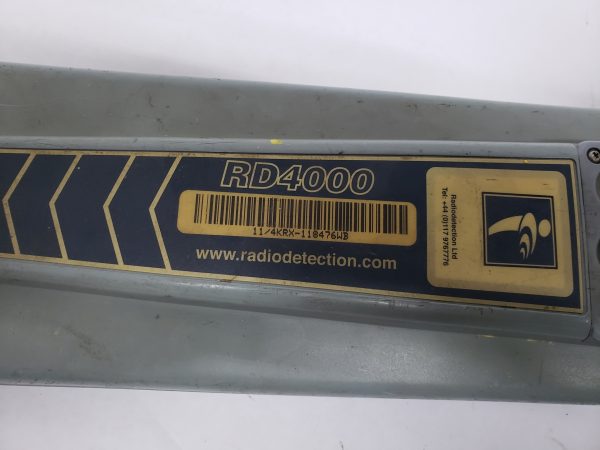 RD4000
11/4KRX-118476WB
www.radiodetection.com
Radiodetection Ltd
Tel: +44 (0)117 9767776